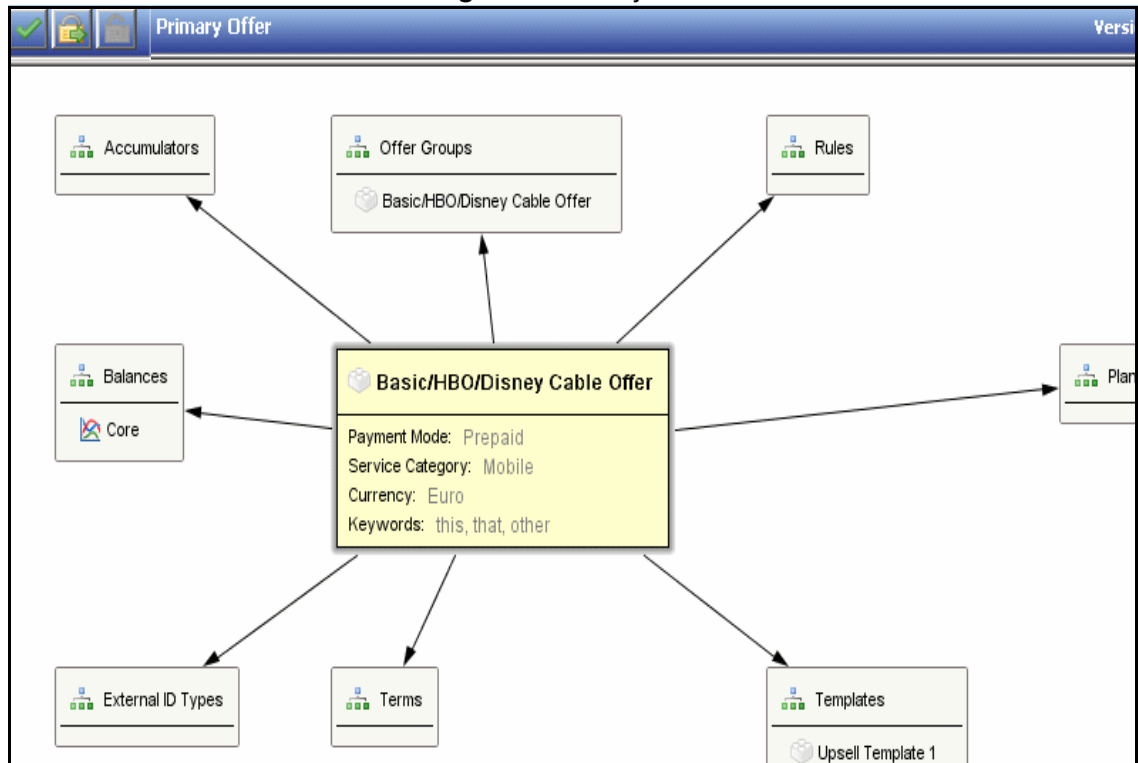 Primary Offer
Versi
Accumulators
Offer Groups
Basic/HBO/Disney Cable Offer
Rules
Balances
Core
Basic/HBO/Disney Cable Offer
Payment Mode: Prepaid
Service Category: Mobile
Currency: Euro
Keywords: this, that, other
Plan
External ID Types
Terms
Templates
Upsell Template 1